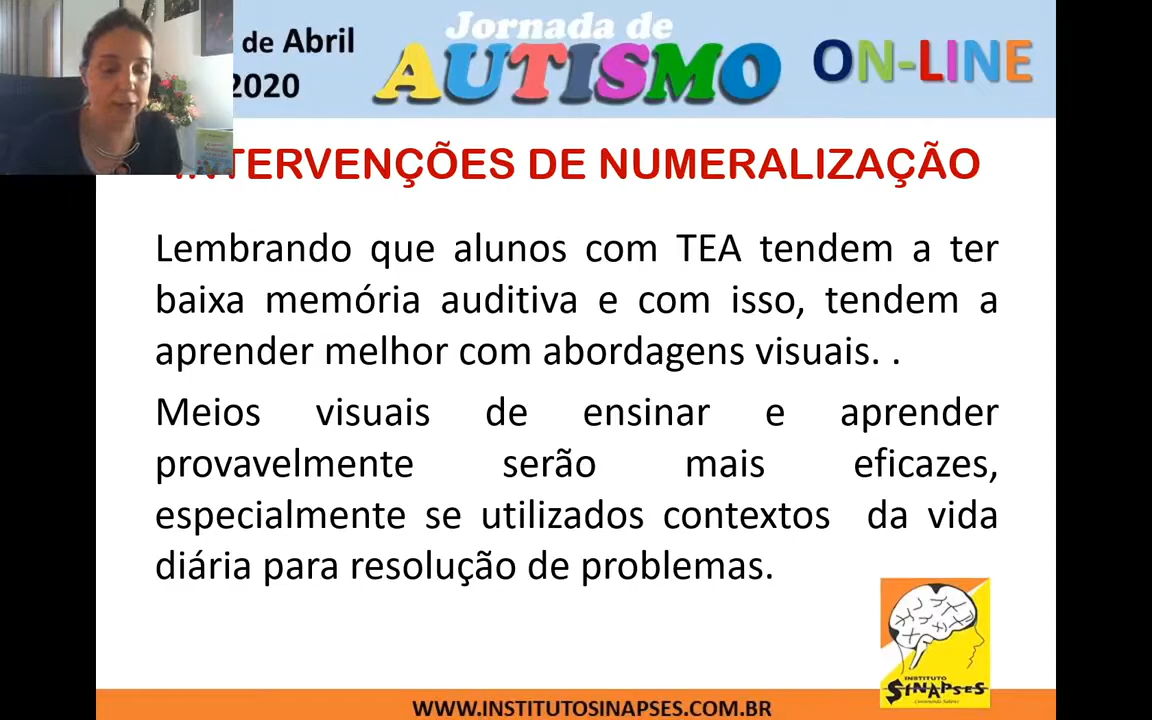 de Abril
2020
Jornada de
AUTISMO
ON-LINE
INTERVENÇÕES DE NUMERALIZAÇÃO
Lembrando que alunos com TEA tendem a ter
baixa memória auditiva e com isso, tendem a
aprender melhor com abordagens visuais. .
Meios visuais de ensinar e aprender
provavelmente serão mais eficazes,
especialmente se utilizados contextos da vida
diária para resolução de problemas.
INSTITUTO
SINAPSES
WWW.INSTITUTOSINAPSES.COM.BR